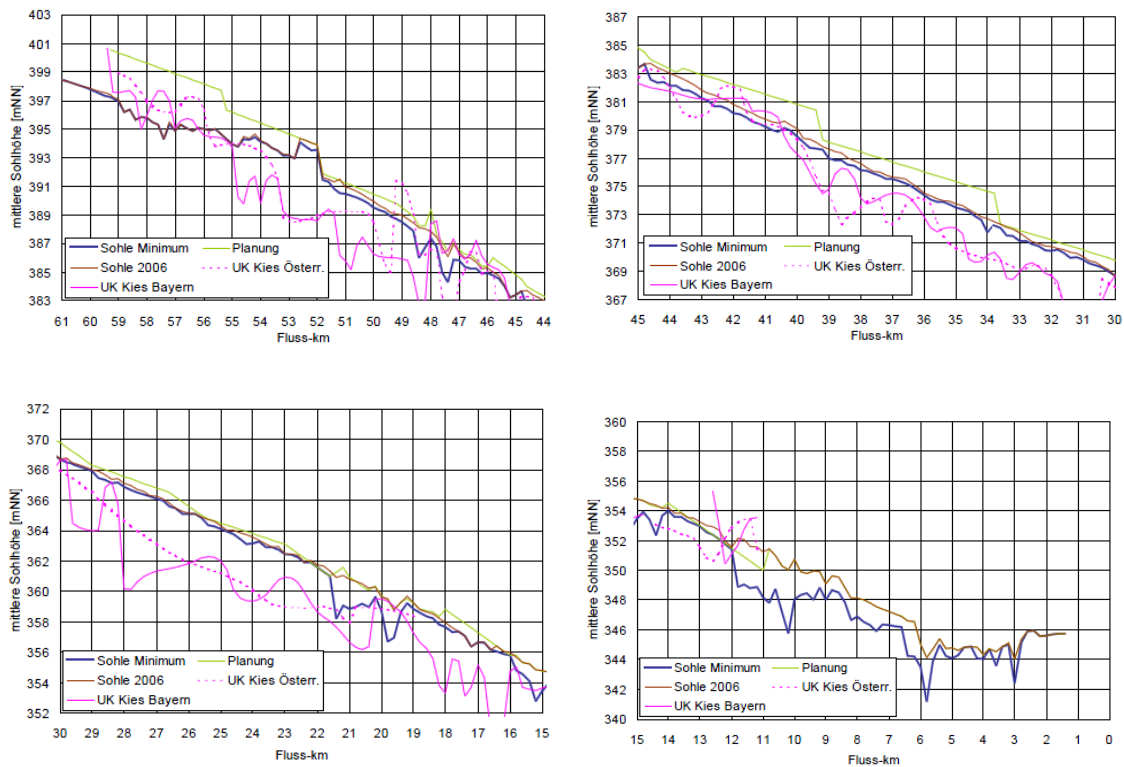 mittlere Sohlhöhe [mNN]
403
401
399
397
395
393
391
389
387
385
383
Sohle Minimum
Planung
Sohle 2006
UK Kies Österr.
UK Kies Bayern
61 60 59 58 57 56 55 54 53 52 51 50 49 48 47 46 45 44
Fluss-km
mittlere Sohlhöhe [mNN]
387
385
383
381
379
377
375
373
371
369
367
Sohle Minimum
Planung
Sohle 2006
UK Kies Österr.
UK Kies Bayern
45 44 43 42 41 40 39 38 37 36 35 34 33 32 31 30
Fluss-km
mittlere Sohlhöhe [mNN]
372
370
368
366
364
362
360
358
356
354
352
Sohle Minimum
Planung
Sohle 2006
UK Kies Österr.
UK Kies Bayern
30 29 28 27 26 25 24 23 22 21 20 19 18 17 16 15
Fluss-km
mittlere Sohlhöhe [mNN]
360
358
356
354
352
350
348
346
344
342
340
Sohle Minimum
Planung
Sohle 2006
UK Kies Österr.
UK Kies Bayern
15 14 13 12 11 10 9 8 7 6 5 4 3 2 1 0
Fluss-km